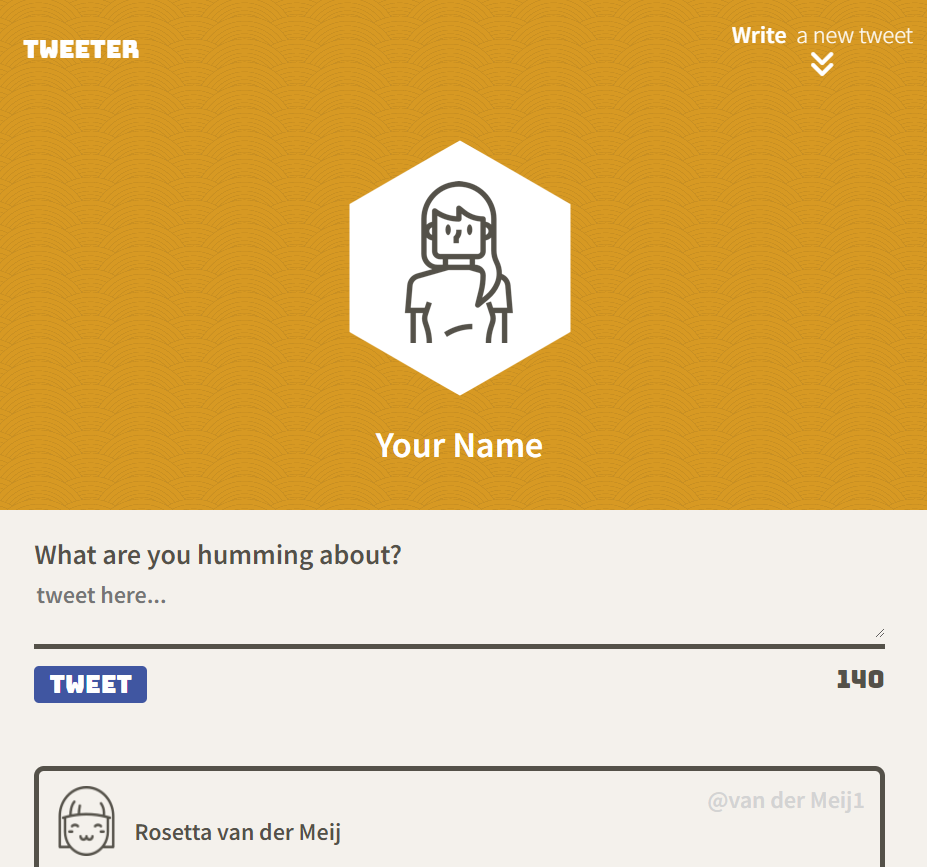 TWEETER
Write a new tweet
Your Name
What are you humming about?
tweet here...
TWEET
140
@van der Meij1
Rosetta van der Meij